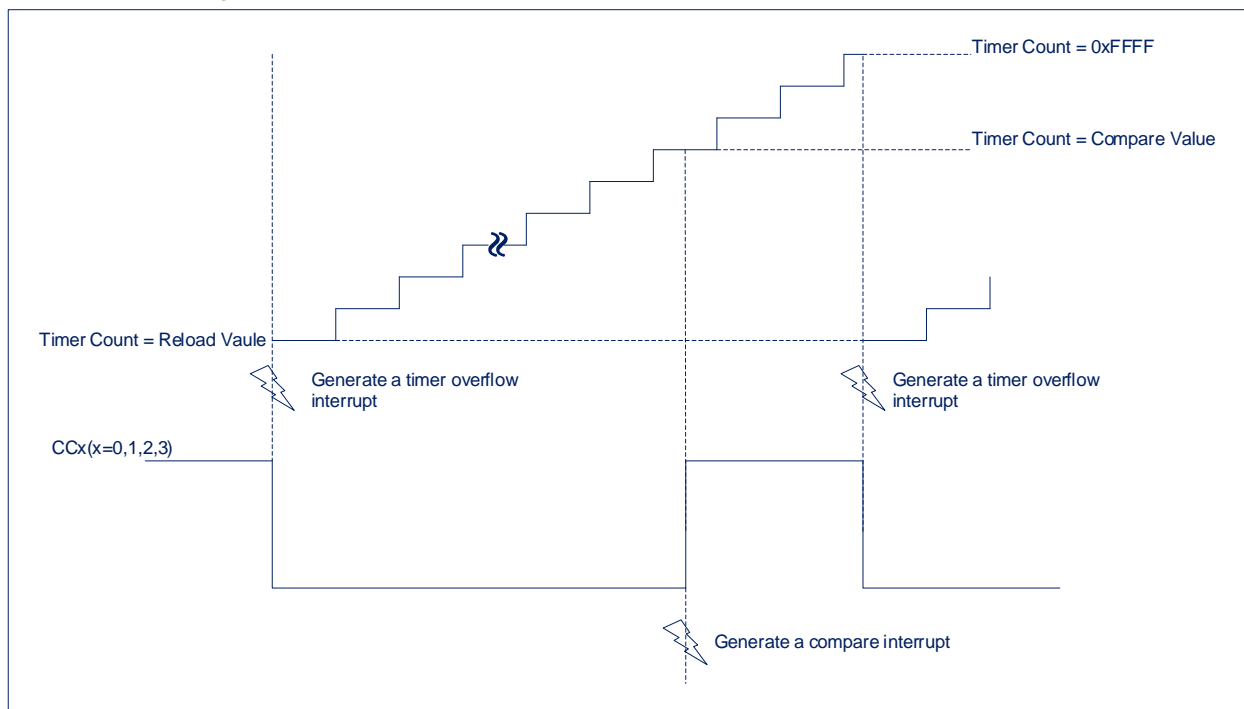 Timer Count = 0xFFFF
Timer Count = Compare Value
Timer Count = Reload Vaule
Generate a timer overflow
interrupt
Generate a timer overflow
interrupt
CCx(x=0,1,2,3)
Generate a compare interrupt